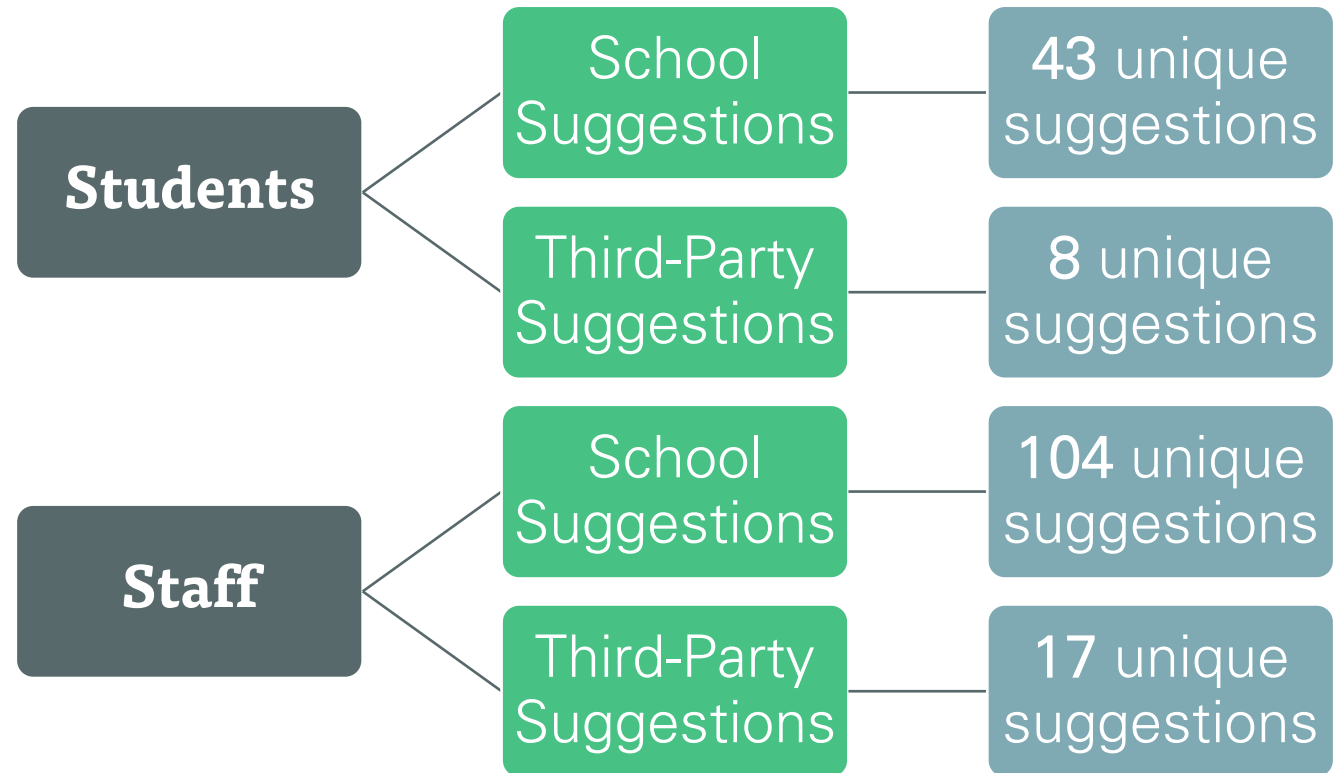 Students
School
Suggestions
43 unique
suggestions
Third-Party
Suggestions
8 unique
suggestions
Staff
School
Suggestions
104 unique
suggestions
Third-Party
Suggestions
17 unique
suggestions